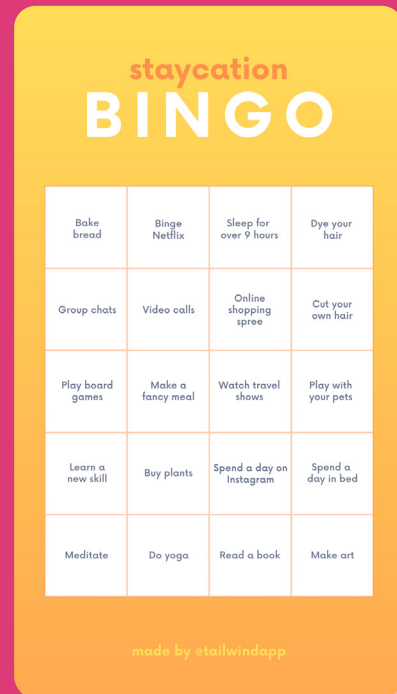 staycation
BINGO
Bake
bread
Binge
Netflix
Sleep for
over 9 hours
Dye your
hair
Group chats
Video calls
Online
shopping
spree
Cut your
own hair
Play board
games
Make a
fancy meal
Watch travel
shows
Play with
your pets
Learn a
new skill
Buy plants
Spend a day on
Instagram
Spend a
day in bed
Meditate
Do yoga
Read a book
Make art
made by @tailwindapp